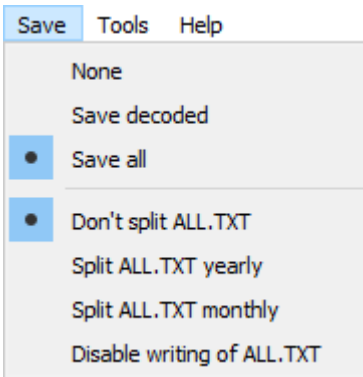 Save Tools Help
None
Save decoded
Save all
Don't split ALL.TXT
Split ALL.TXT yearly
Split ALL.TXT monthly
Disable writing of ALL.TXT